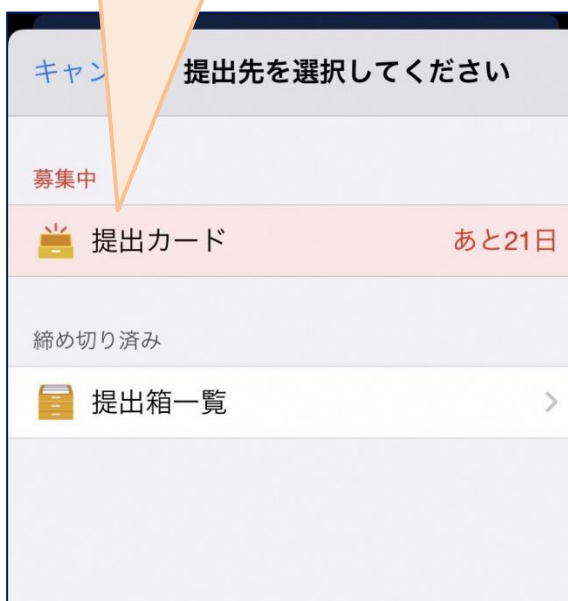 キャン
提出先を選択してください
募集中
提出カード
あと21日
締め切り済み
提出箱一覧